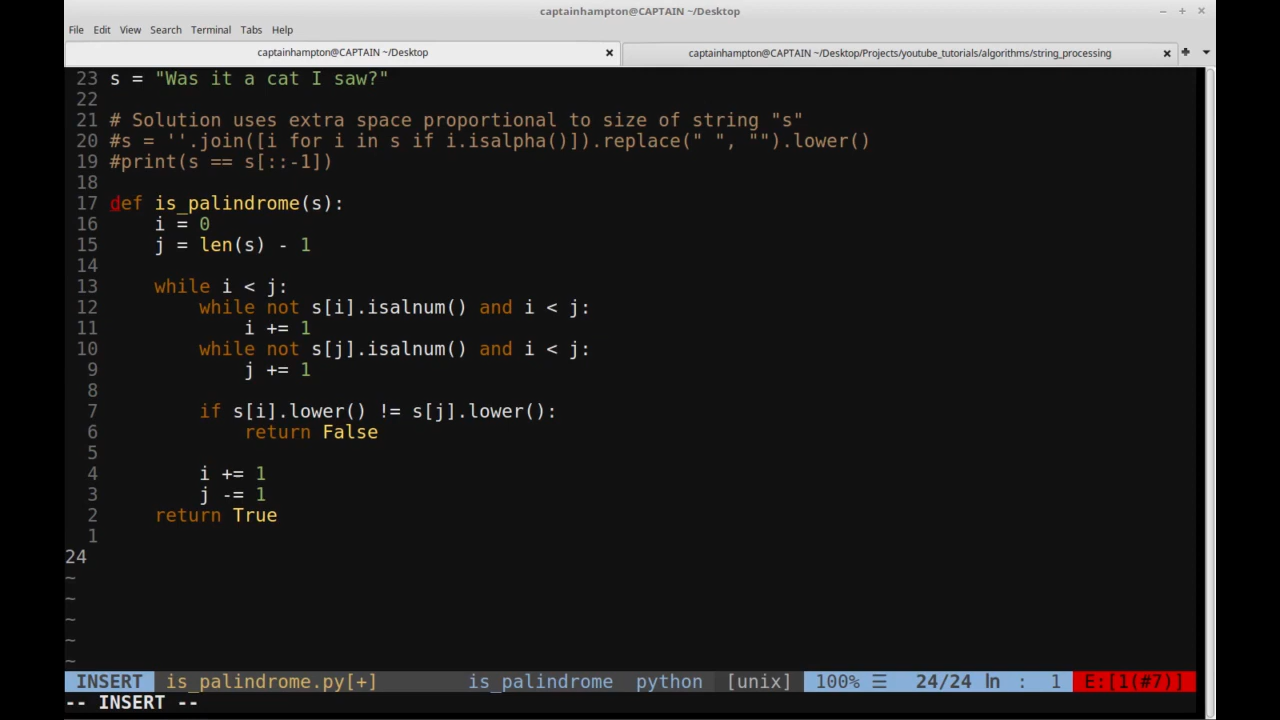 captainhampton@CAPTAIN ~/Desktop
File Edit View Search Terminal Tabs Help
captainhampton@CAPTAIN ~/Desktop captainhampton@CAPTAIN ~/Desktop/Projects/youtube_tutorials/algorithms/string_processing
23 s = "Was it a cat I saw?"
22
21 # Solution uses extra space proportional to size of string "s"
20 #s = ''.join([i for i in s if i.isalpha()]).replace(" ", "").lower()
19 #print(s == s[::-1])
18
17 def is_palindrome(s):
16     i = 0
15     j = len(s) - 1
14
13     while i < j:
12         while not s[i].isalnum() and i < j:
11             i += 1
10         while not s[j].isalnum() and i < j:
9             j += 1
8
7         if s[i].lower() != s[j].lower():
6             return False
5
4         i += 1
3         j -= 1
2     return True
1
24
~
~
~
~
~
INSERT is_palindrome.py[+] is_palindrome python [unix] 100% ☰ 24/24 ln : 1 E:[1(#7)]
-- INSERT --